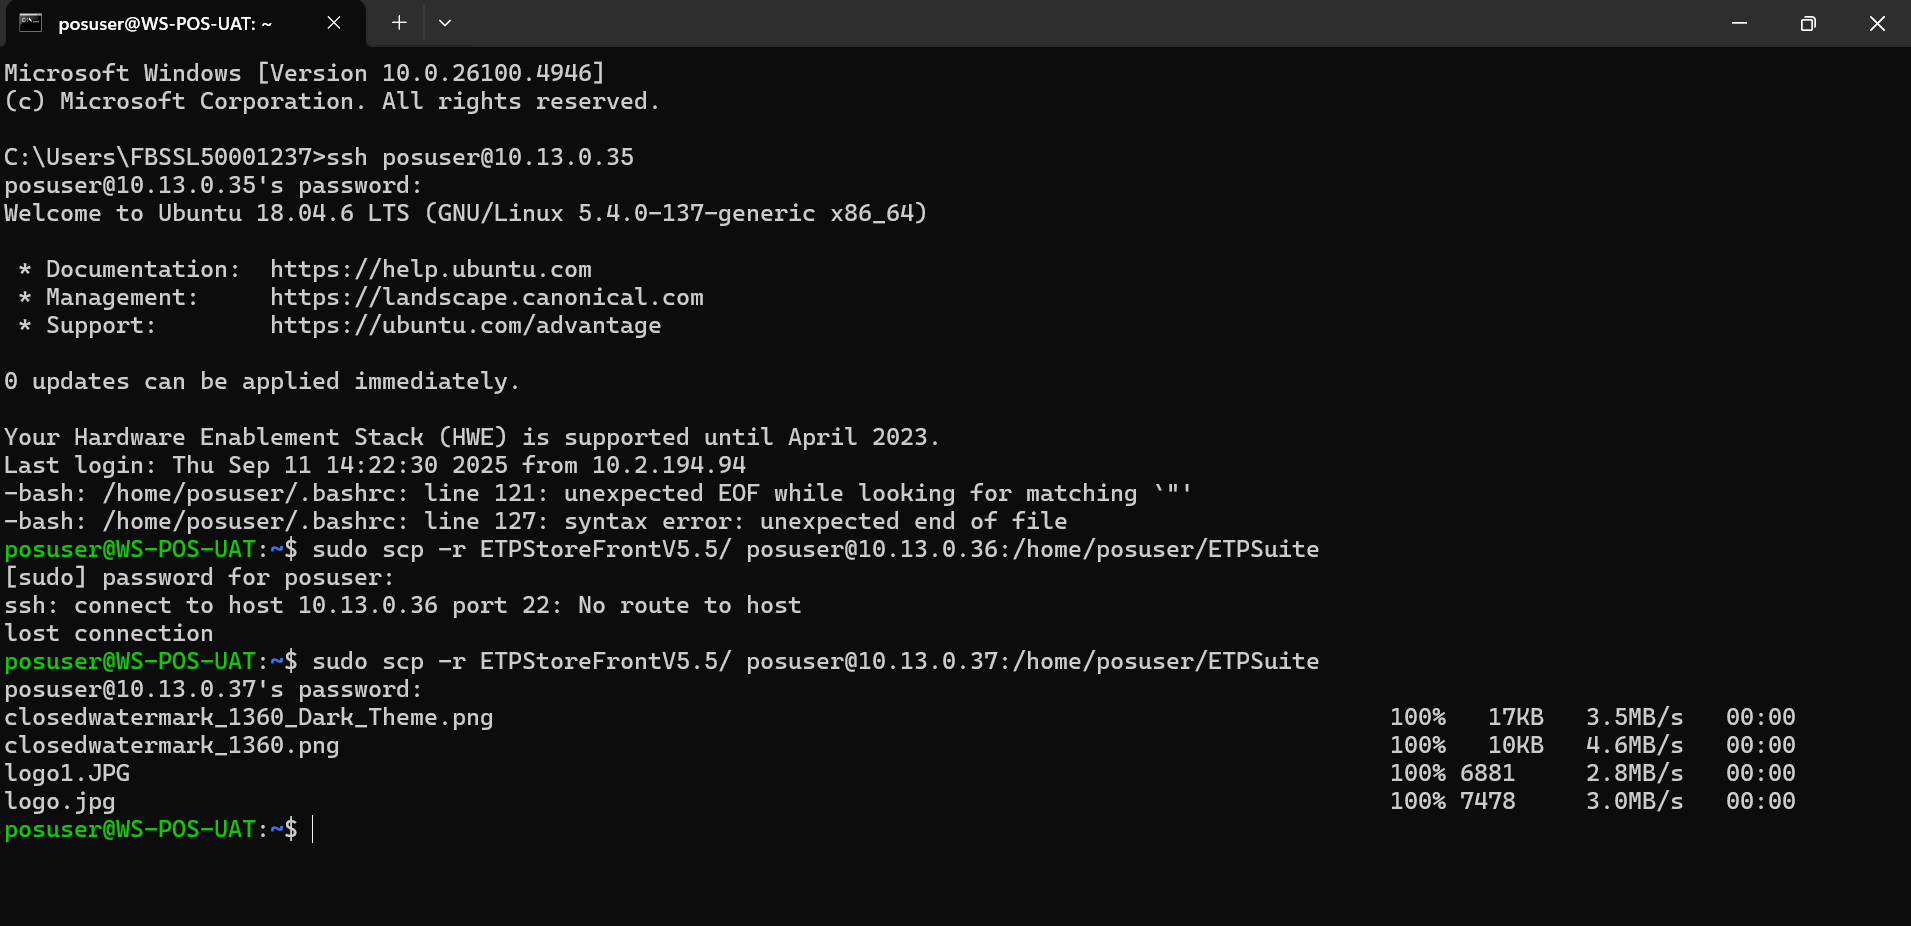 posuser@WS-POS-UAT: ~
Microsoft Windows [Version 10.0.26100.4946]
(c) Microsoft Corporation. All rights reserved.
C:\Users\FBSSL50001237>ssh posuser@10.13.0.35
posuser@10.13.0.35's password:
Welcome to Ubuntu 18.04.6 LTS (GNU/Linux 5.4.0-137-generic x86_64)
* Documentation:  https://help.ubuntu.com
* Management:     https://landscape.canonical.com
* Support:        https://ubuntu.com/advantage
0 updates can be applied immediately.
Your Hardware Enablement Stack (HWE) is supported until April 2023.
Last login: Thu Sep 11 14:22:30 2025 from 10.2.194.94
-bash: /home/posuser/.bashrc: line 121: unexpected EOF while looking for matching `"'
-bash: /home/posuser/.bashrc: line 127: syntax error: unexpected end of file
posuser@WS-POS-UAT:~$ sudo scp -r ETPStoreFrontV5.5/ posuser@10.13.0.36:/home/posuser/ETPSuite
[sudo] password for posuser:
ssh: connect to host 10.13.0.36 port 22: No route to host
lost connection
posuser@WS-POS-UAT:~$ sudo scp -r ETPStoreFrontV5.5/ posuser@10.13.0.37:/home/posuser/ETPSuite
posuser@10.13.0.37's password:
closedwatermark_1360_Dark_Theme.png 100% 17KB 3.5MB/s 00:00
closedwatermark_1360.png 100% 10KB 4.6MB/s 00:00
logo1.JPG 100% 6881 2.8MB/s 00:00
logo.jpg 100% 7478 3.0MB/s 00:00
posuser@WS-POS-UAT:~$